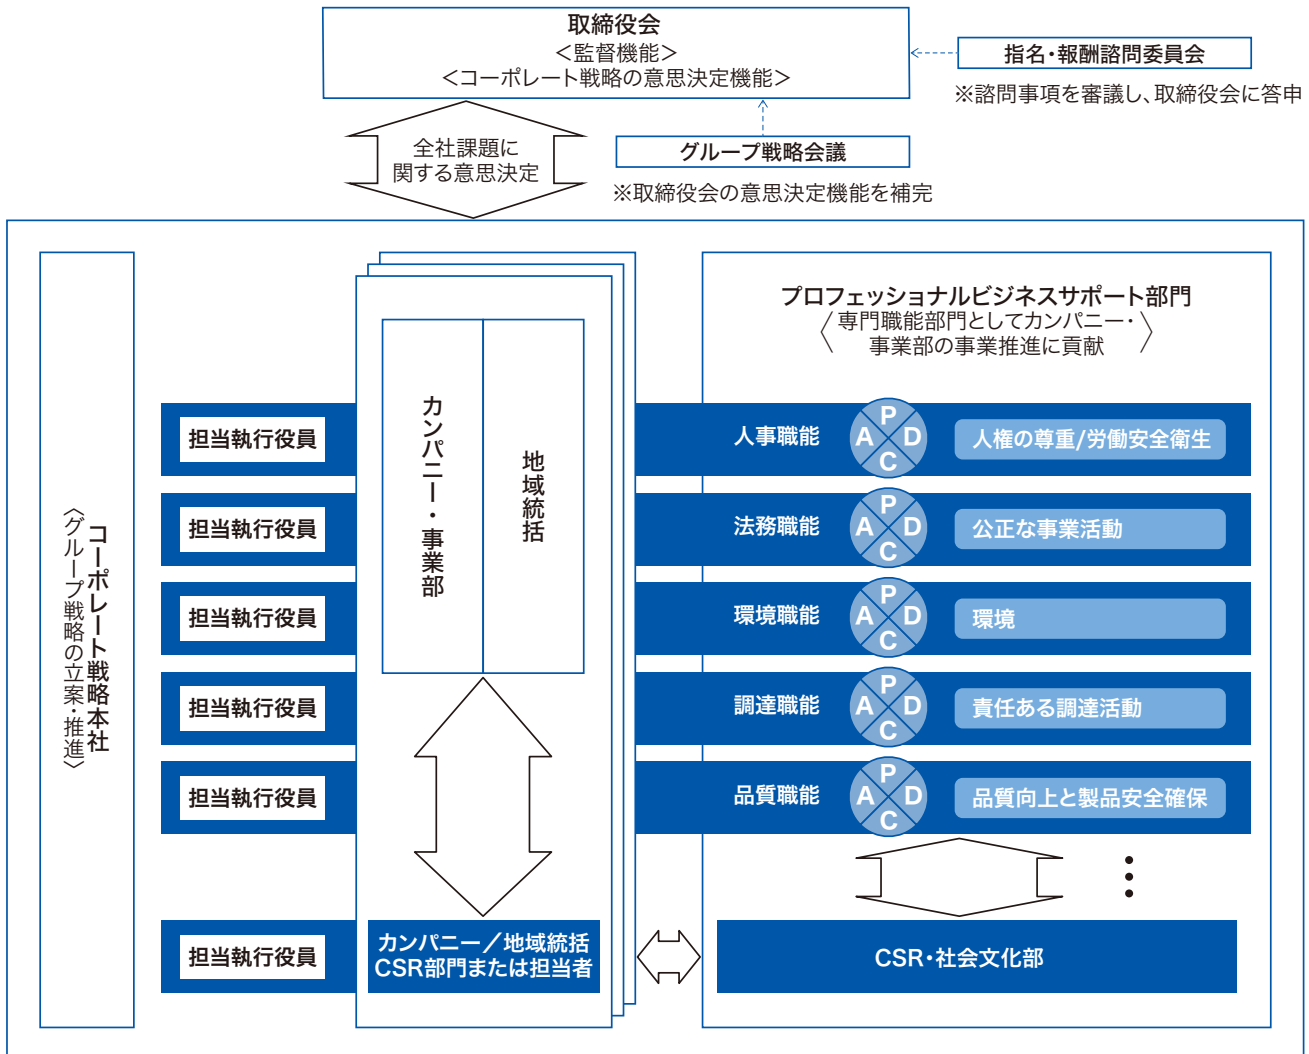 取締役会
<監督機能>
<コーポレート戦略の意思決定機能>
指名・報酬諮問委員会
※諮問事項を審議し、取締役会に答申
全社課題に
関する意思決定
グループ戦略会議
※取締役会の意思決定機能を補完
コーポレート戦略本社
〈グループ戦略の立案・推進〉
カンパニー・事業部
地域統括
プロフェッショナルビジネスサポート部門
〈専門職能部門としてカンパニー・
事業部の事業推進に貢献〉
担当執行役員
人事職能
P
A D
C
人権の尊重/労働安全衛生
担当執行役員
法務職能
P
A D
C
公正な事業活動
担当執行役員
環境職能
P
A D
C
環境
担当執行役員
調達職能
P
A D
C
責任ある調達活動
担当執行役員
品質職能
P
A D
C
品質向上と製品安全確保
担当執行役員
カンパニー/地域統括
CSR部門または担当者
CSR・社会文化部